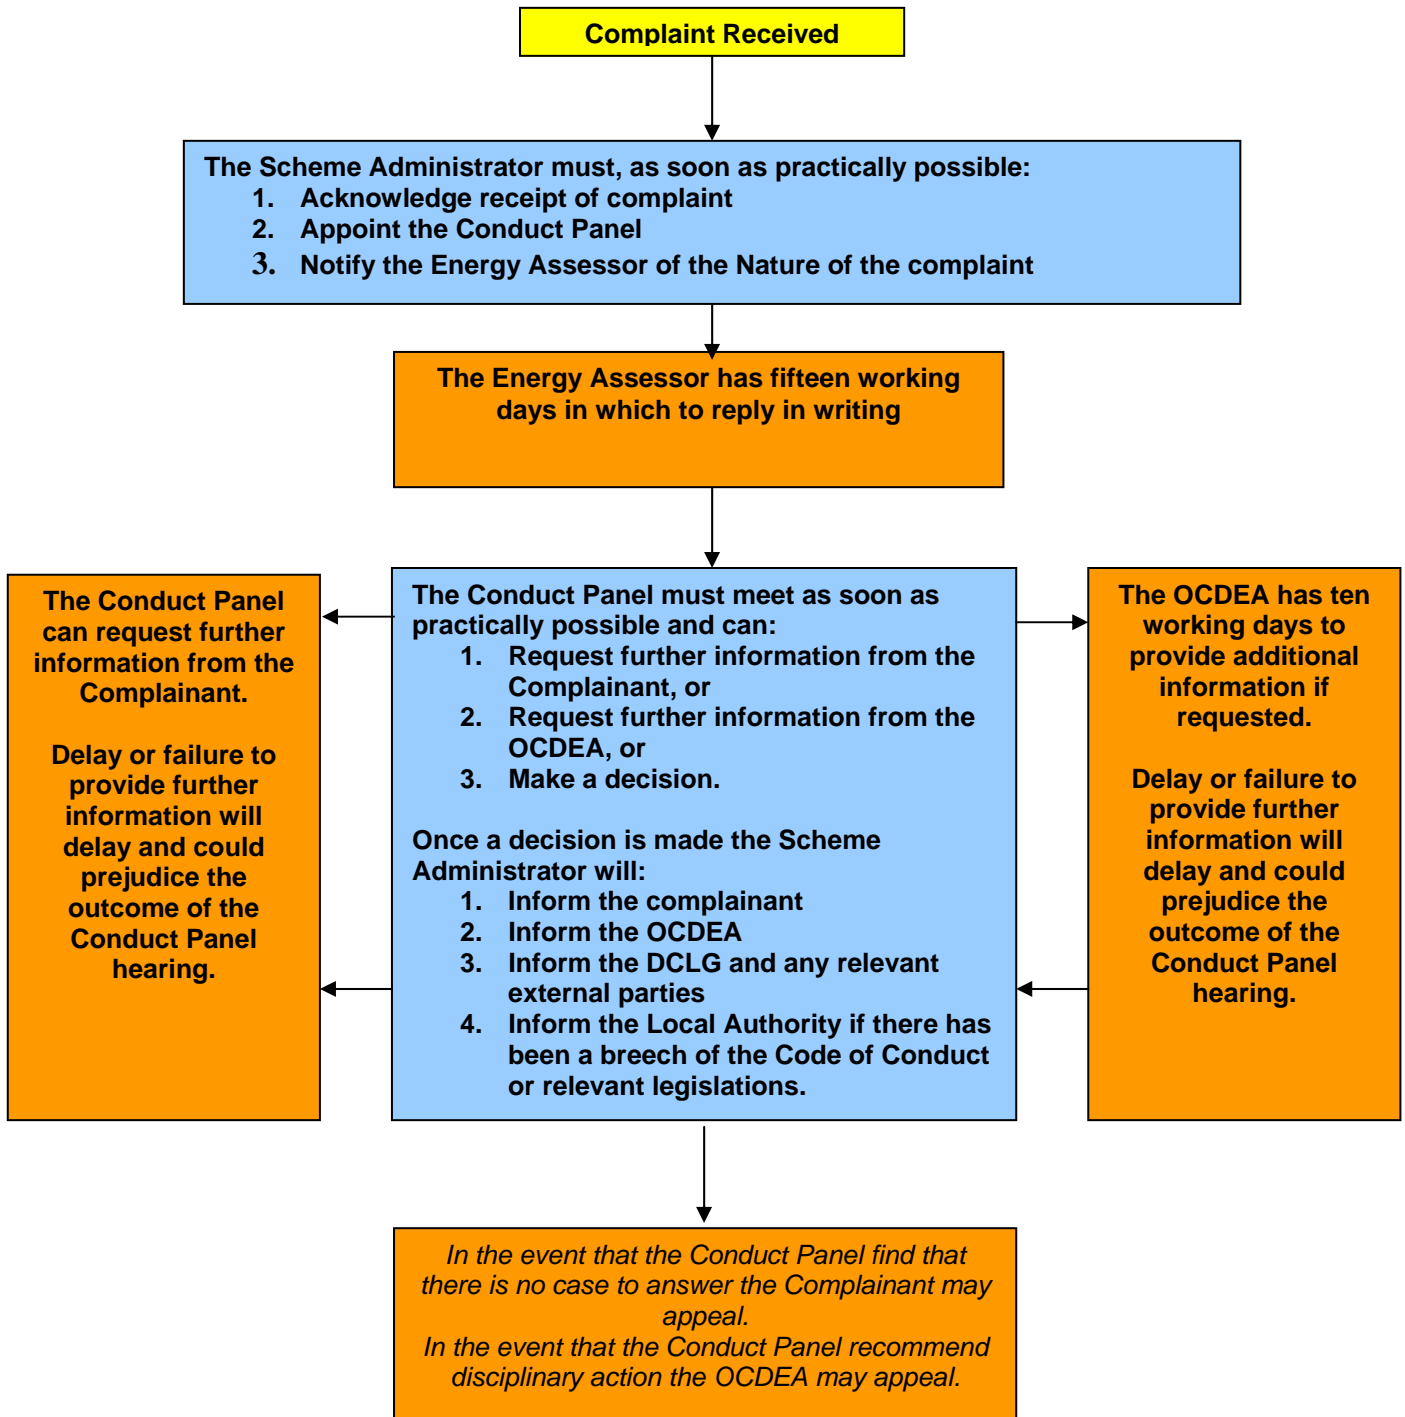 Complaint Received
The Scheme Administrator must, as soon as practically possible:
1. Acknowledge receipt of complaint
2. Appoint the Conduct Panel
3. Notify the Energy Assessor of the Nature of the complaint
The Energy Assessor has fifteen working
days in which to reply in writing
The Conduct Panel
can request further
information from the
Complainant.
Delay or failure to
provide further
information will
delay and could
prejudice the
outcome of the
Conduct Panel
hearing.
The Conduct Panel must meet as soon as
practically possible and can:
1. Request further information from the
Complainant, or
2. Request further information from the
OCDEA, or
3. Make a decision.
Once a decision is made the Scheme
Administrator will:
1. Inform the complainant
2. Inform the OCDEA
3. Inform the DCLG and any relevant
external parties
4. Inform the Local Authority if there has
been a breech of the Code of Conduct
or relevant legislations.
The OCDEA has ten
working days to
provide additional
information if
requested.
Delay or failure to
provide further
information will
delay and could
prejudice the
outcome of the
Conduct Panel
hearing.
In the event that the Conduct Panel find that
there is no case to answer the Complainant may
appeal.
In the event that the Conduct Panel recommend
disciplinary action the OCDEA may appeal.